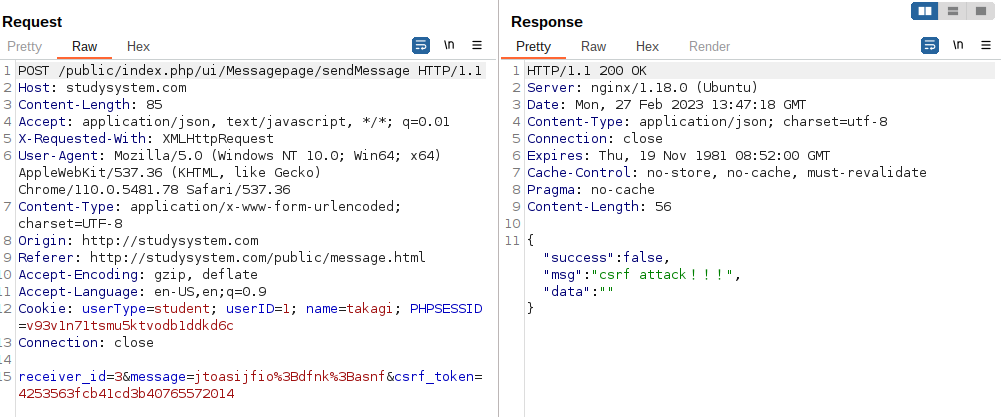 Request
Pretty Raw Hex
\n
1 POST /public/index.php/ui/Messagepage/sendMessage HTTP/1.1
2 Host: studysystem.com
3 Content-Length: 85
4 Accept: application/json, text/javascript, */*; q=0.01
5 X-Requested-With: XMLHttpRequest
6 User-Agent: Mozilla/5.0 (Windows NT 10.0; Win64; x64)
AppleWebKit/537.36 (KHTML, like Gecko)
Chrome/110.0.5481.78 Safari/537.36
7 Content-Type: application/x-www-form-urlencoded;
charset=UTF-8
8 Origin: http://studysystem.com
9 Referer: http://studysystem.com/public/message.html
10 Accept-Encoding: gzip, deflate
11 Accept-Language: en-US,en;q=0.9
12 Cookie: userType=student; userID=1; name=takagi; PHPSESSID
=v93v1n71tsmu5ktvodb1ddkd6c
13 Connection: close
14
15 receiver_id=3&message=jtoasijfio%3Bdfnk%3Basnf&csrf_token=
4253563fcb41cd3b40765572014
Response
Pretty Raw Hex Render
\n
1 HTTP/1.1 200 OK
2 Server: nginx/1.18.0 (Ubuntu)
3 Date: Mon, 27 Feb 2023 13:47:18 GMT
4 Content-Type: application/json; charset=utf-8
5 Connection: close
6 Expires: Thu, 19 Nov 1981 08:52:00 GMT
7 Cache-Control: no-store, no-cache, must-revalidate
8 Pragma: no-cache
9 Content-Length: 56
10
11 {
"success":false,
"msg":"csrf attack！！！",
"data":""
}